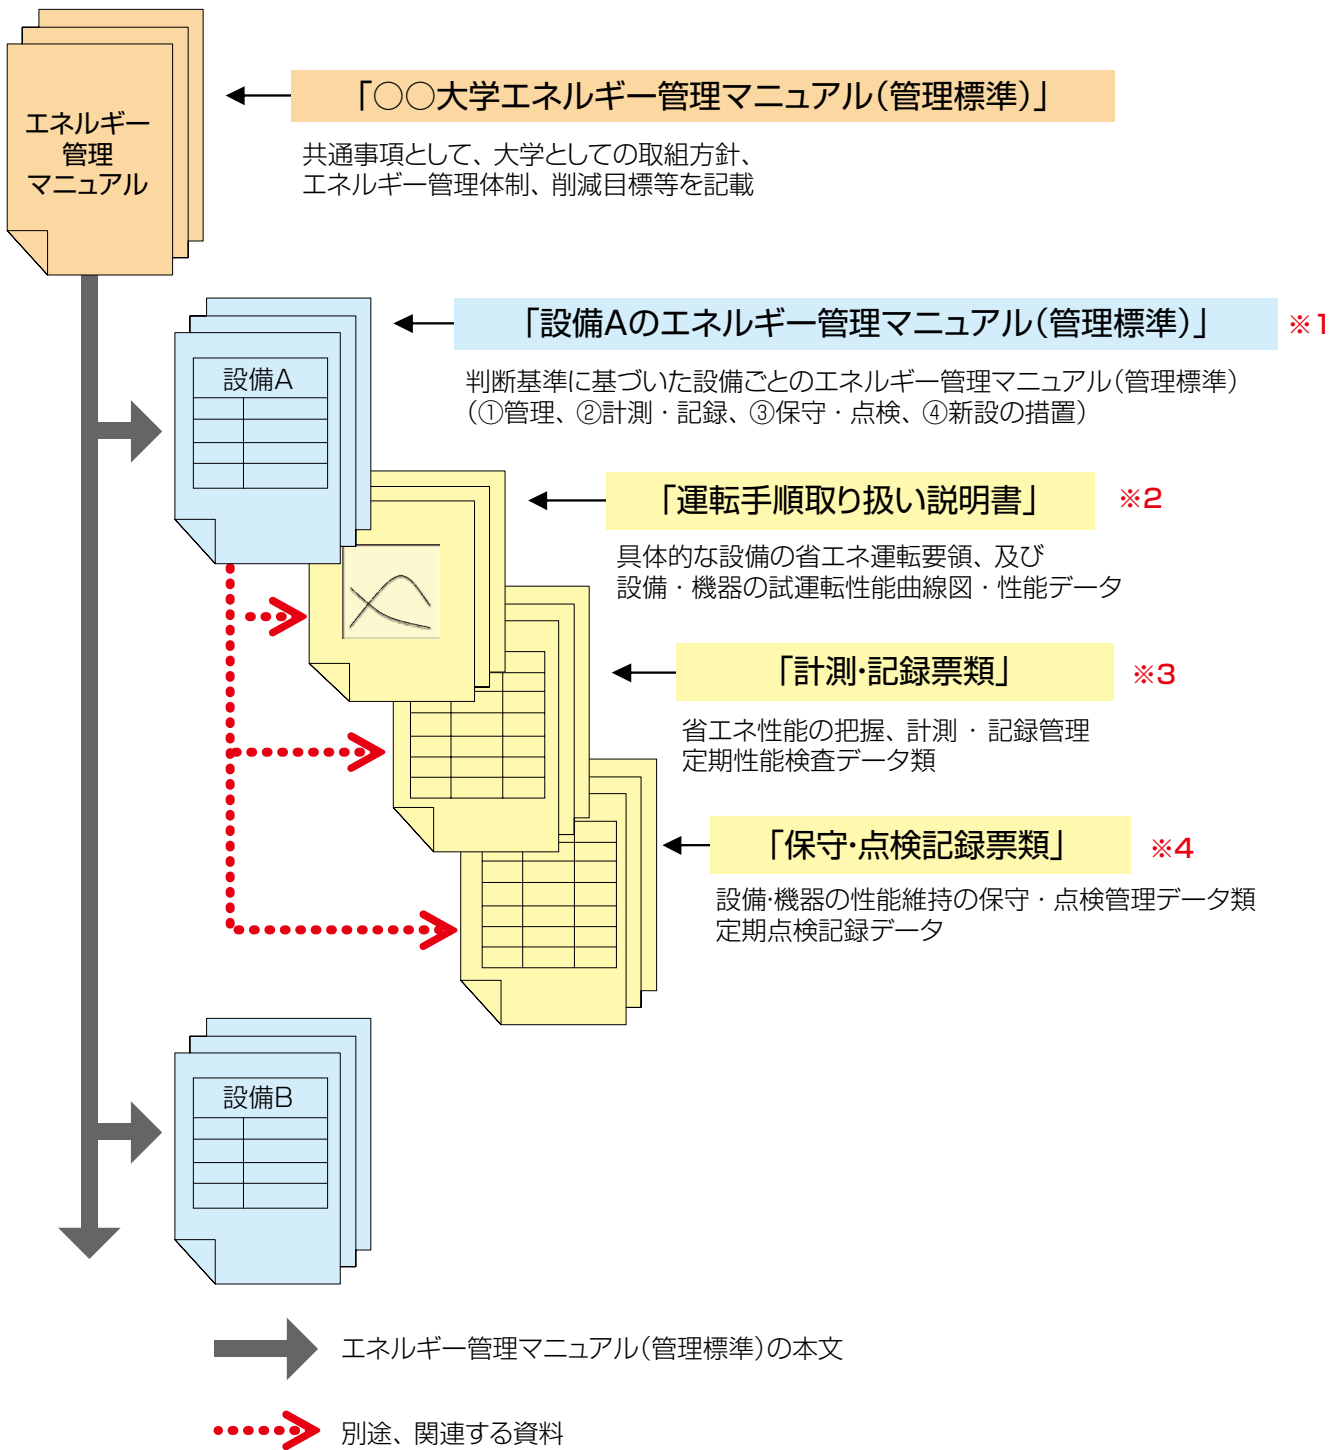 エネルギー
管理
マニュアル
「○○大学エネルギー管理マニュアル（管理標準）」
共通事項として、大学としての取組方針、
エネルギー管理体制、削減目標等を記載
「設備Aのエネルギー管理マニュアル（管理標準）」 ※1
設備A
判断基準に基づいた設備ごとのエネルギー管理マニュアル（管理標準）
（①管理、②計測・記録、③保守・点検、④新設の措置）
「運転手順取り扱い説明書」 ※2
具体的な設備の省エネ運転要領、及び
設備・機器の試運転性能曲線図・性能データ
「計測・記録票類」 ※3
省エネ性能の把握、計測・記録管理
定期性能検査データ類
「保守・点検記録票類」 ※4
設備・機器の性能維持の保守・点検管理データ類
定期点検記録データ
設備B
エネルギー管理マニュアル（管理標準）の本文
別途、関連する資料